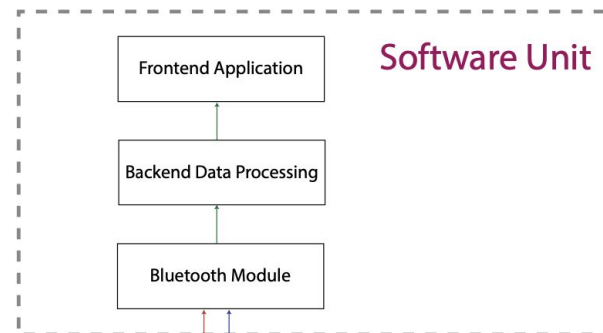 Software Unit
Frontend Application
Backend Data Processing
Bluetooth Module